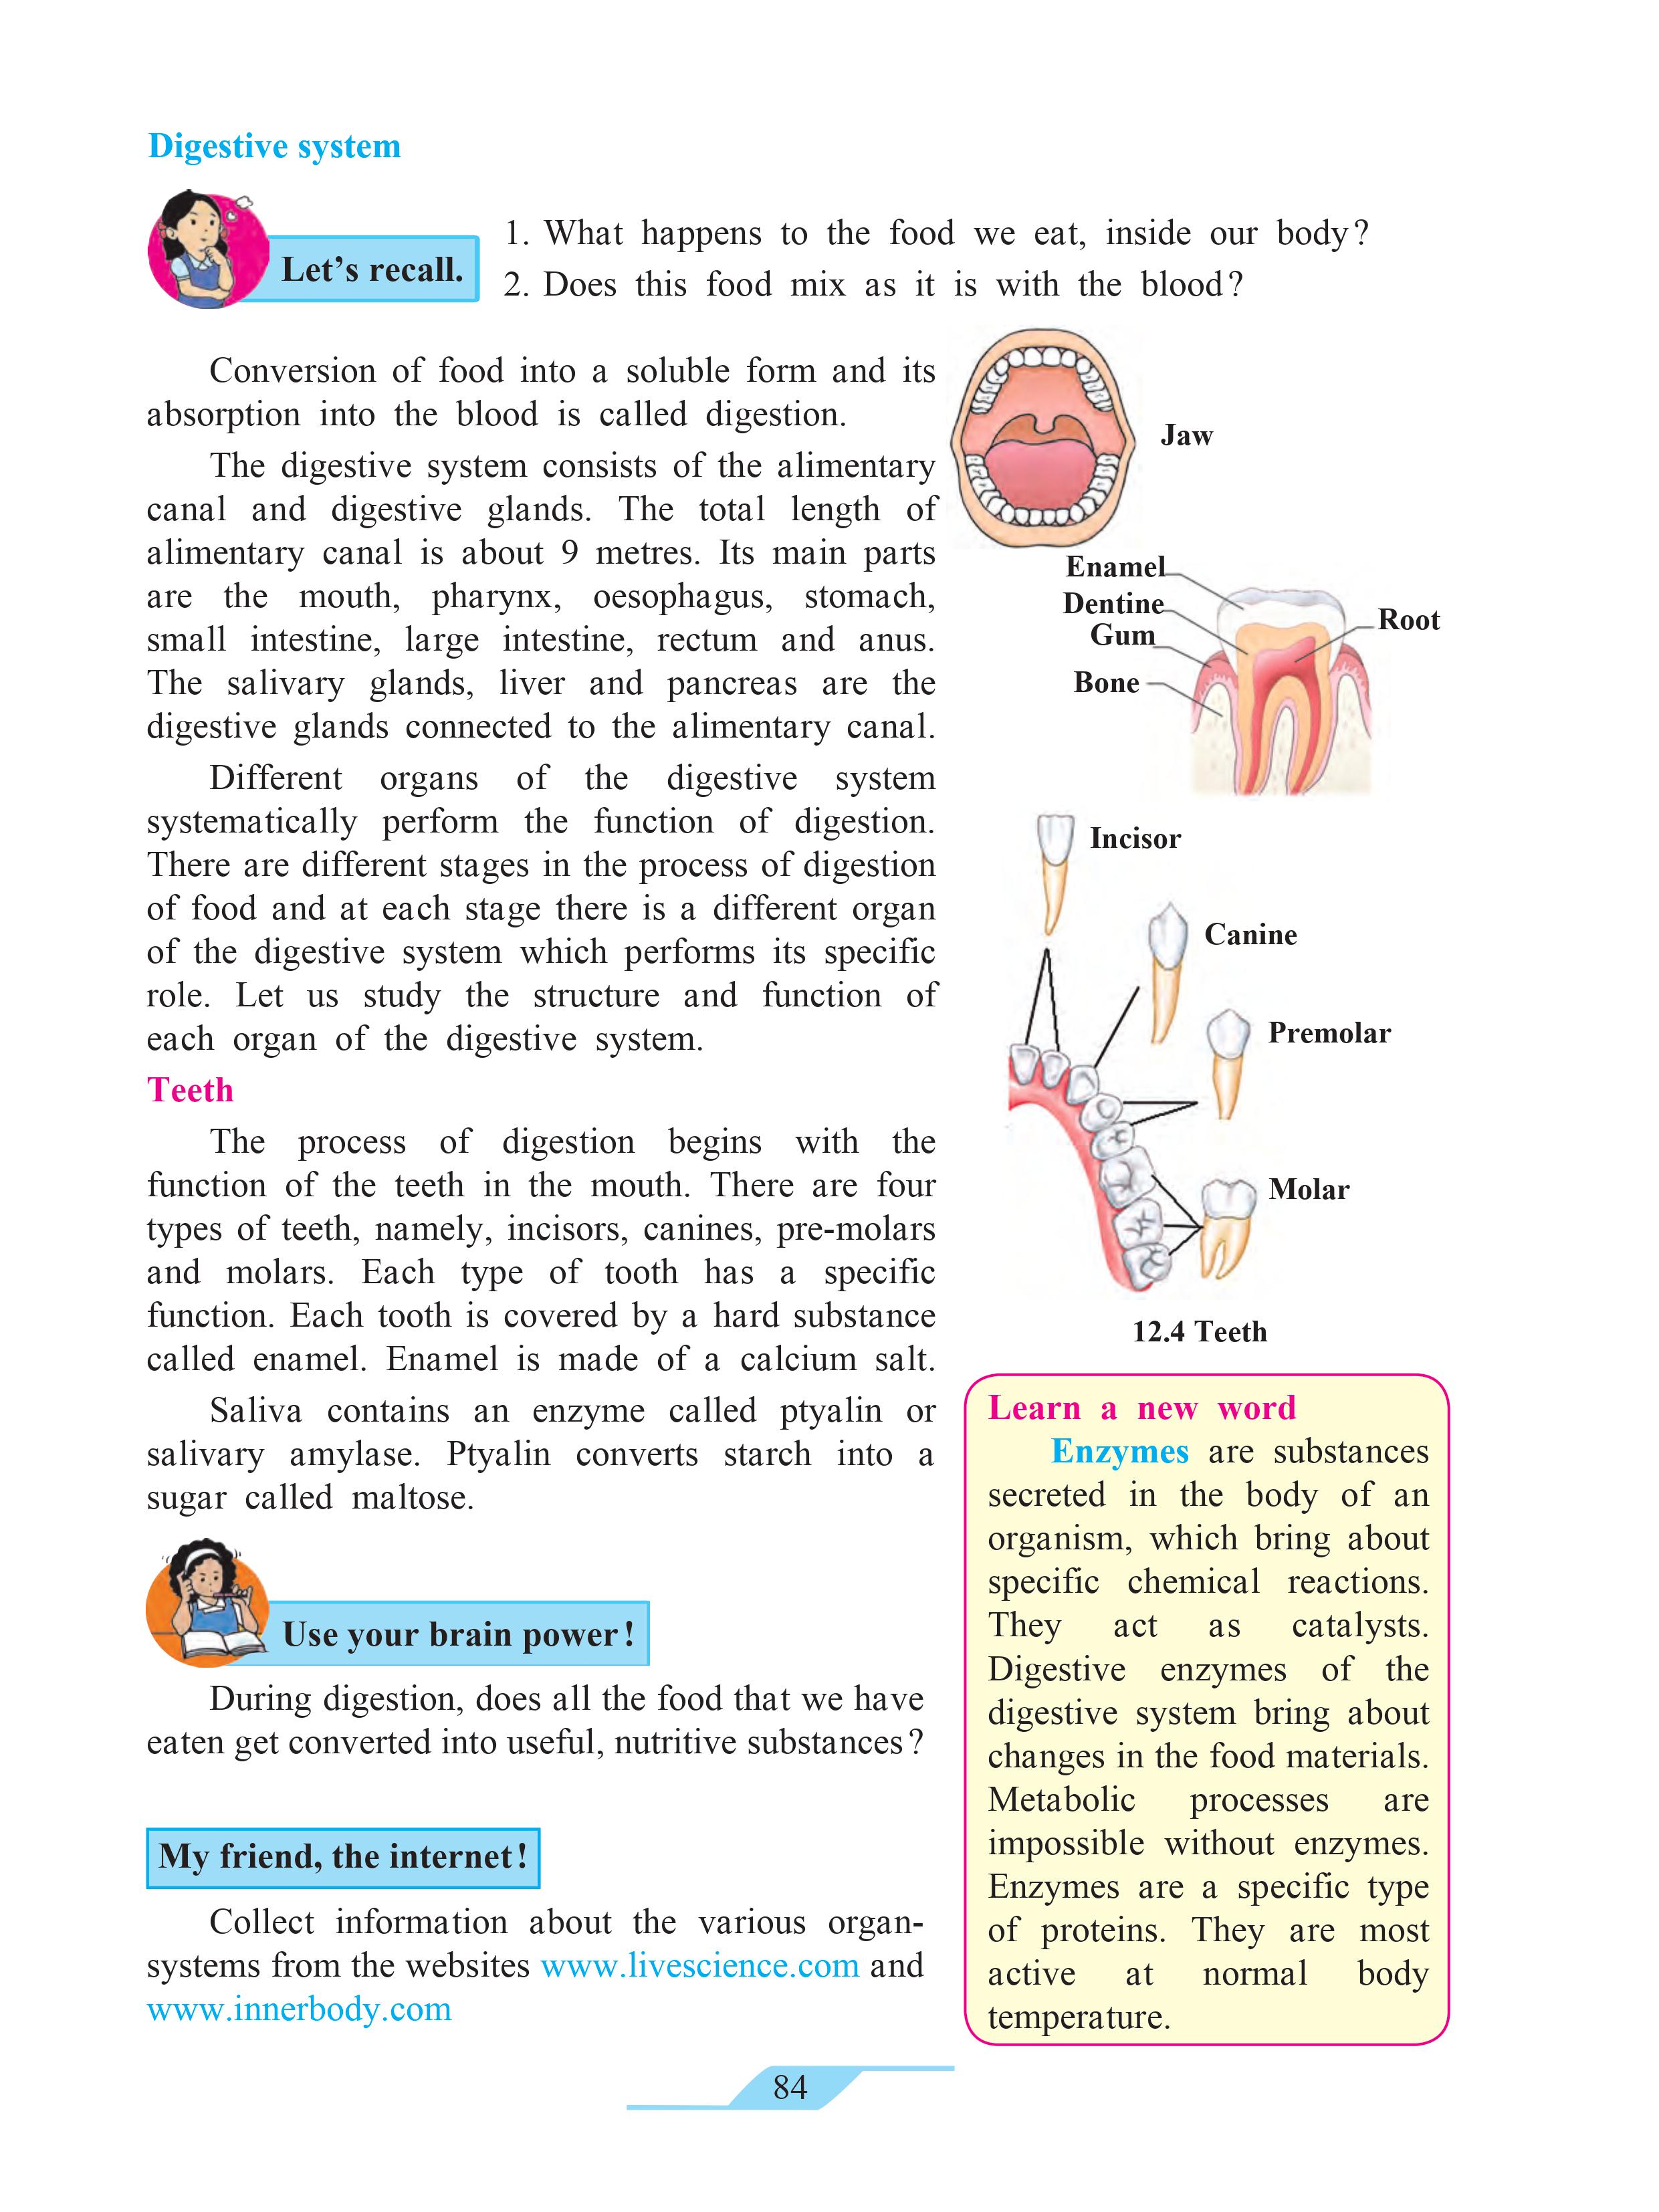 Digestive system
Let’s recall.
1. What happens to the food we eat, inside our body?
2. Does this food mix as it is with the blood?
Conversion of food into a soluble form and its
absorption into the blood is called digestion.
The digestive system consists of the alimentary
canal and digestive glands. The total length of
alimentary canal is about 9 metres. Its main parts
are the mouth, pharynx, oesophagus, stomach,
small intestine, large intestine, rectum and anus.
The salivary glands, liver and pancreas are the
digestive glands connected to the alimentary canal.
Different organs of the digestive system
systematically perform the function of digestion.
There are different stages in the process of digestion
of food and at each stage there is a different organ
of the digestive system which performs its specific
role. Let us study the structure and function of
each organ of the digestive system.
Teeth
The process of digestion begins with the
function of the teeth in the mouth. There are four
types of teeth, namely, incisors, canines, pre-molars
and molars. Each type of tooth has a specific
function. Each tooth is covered by a hard substance
called enamel. Enamel is made of a calcium salt.
Saliva contains an enzyme called ptyalin or
salivary amylase. Ptyalin converts starch into a
sugar called maltose.
Use your brain power!
During digestion, does all the food that we have
eaten get converted into useful, nutritive substances?
My friend, the internet!
Collect information about the various organ-
systems from the websites www.livescience.com and
www.innerbody.com
Jaw
Enamel
Dentine
Gum
Bone
Root
Incisor
Canine
Premolar
Molar
12.4 Teeth
Learn a new word
Enzymes are substances
secreted in the body of an
organism, which bring about
specific chemical reactions.
They act as catalysts.
Digestive enzymes of the
digestive system bring about
changes in the food materials.
Metabolic processes are
impossible without enzymes.
Enzymes are a specific type
of proteins. They are most
active at normal body
temperature.
84